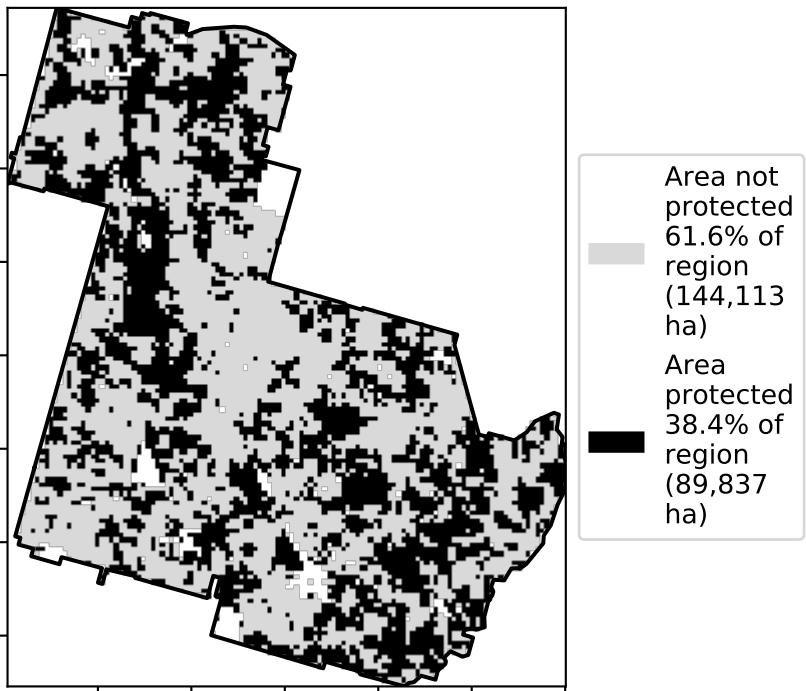 Area not
protected
61.6% of
region
(144,113
ha)
Area
protected
38.4% of
region
(89,837
ha)